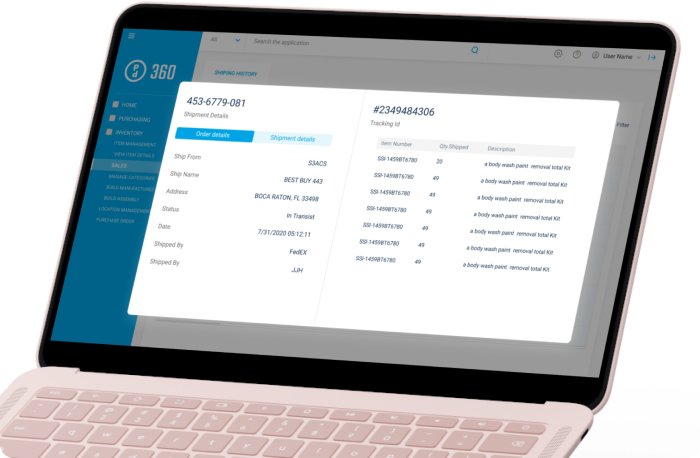 All
Search the application
User Name
Pd 360
SHIPING HISTORY
Filter
HOME
PURCHASING
INVENTORY
ITEM MANAGEMENT
VIEW ITEM DETAILS
SALES
MANAGE CATEGORIES
BUILD ASSEMBLY
PURCHASE ORDER
453-6779-081
Shipment Details
Order details
Shipment details
Ship From S3ACS
Ship Name BEST BUY 443
Address BOCA RATON, FL 33498
Status In Transist
Date 7/31/2020 05:12:11
Shipped By FedEX
Shipped By JJH
#2349484306
Tracking id
Item Number Qty.Shipped Description
SSI-1459BT6780 20 a body wash paint removal total Kit
SSI-1459BT6780 49 a body wash paint removal total Kit
SSI-1459BT6780 49 a body wash paint removal total Kit
SSI-1459BT6780 49 a body wash paint removal total Kit
SSI-1459BT6780 49 a body wash paint removal total Kit
SSI-1459BT6780 49 a body wash paint removal total Kit
SSI-1459BT6780 49 a body wash paint removal total Kit